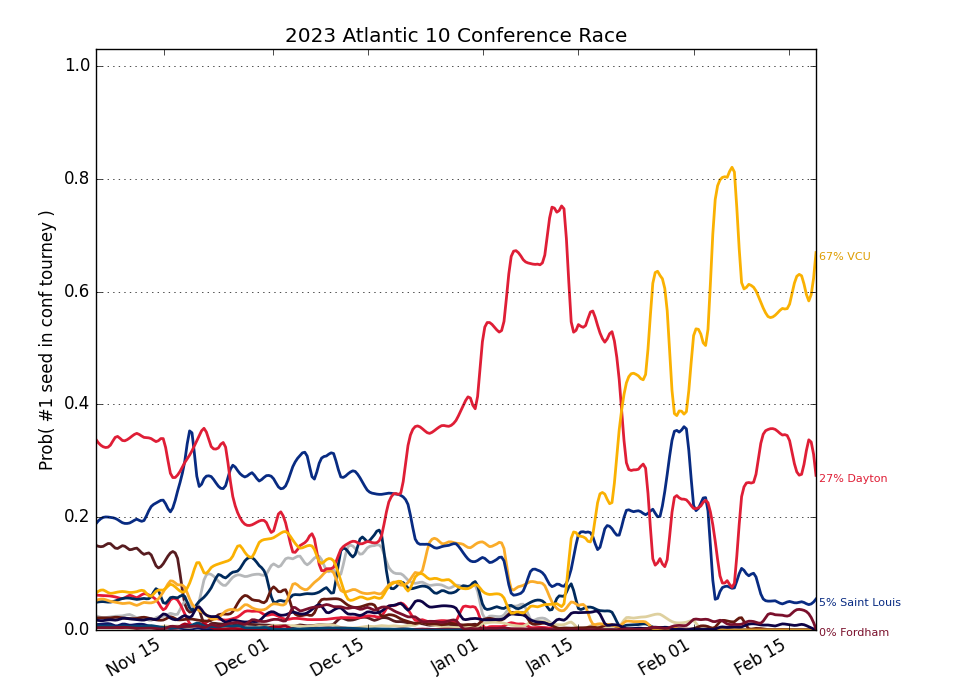 2023 Atlantic 10 Conference Race
Prob( #1 seed in conf tourney )
1.0
0.8
0.6
0.4
0.2
0.0
67% VCU
27% Dayton
5% Saint Louis
0% Fordham
Nov 15
Dec 01
Dec 15
Jan 01
Jan 15
Feb 01
Feb 15